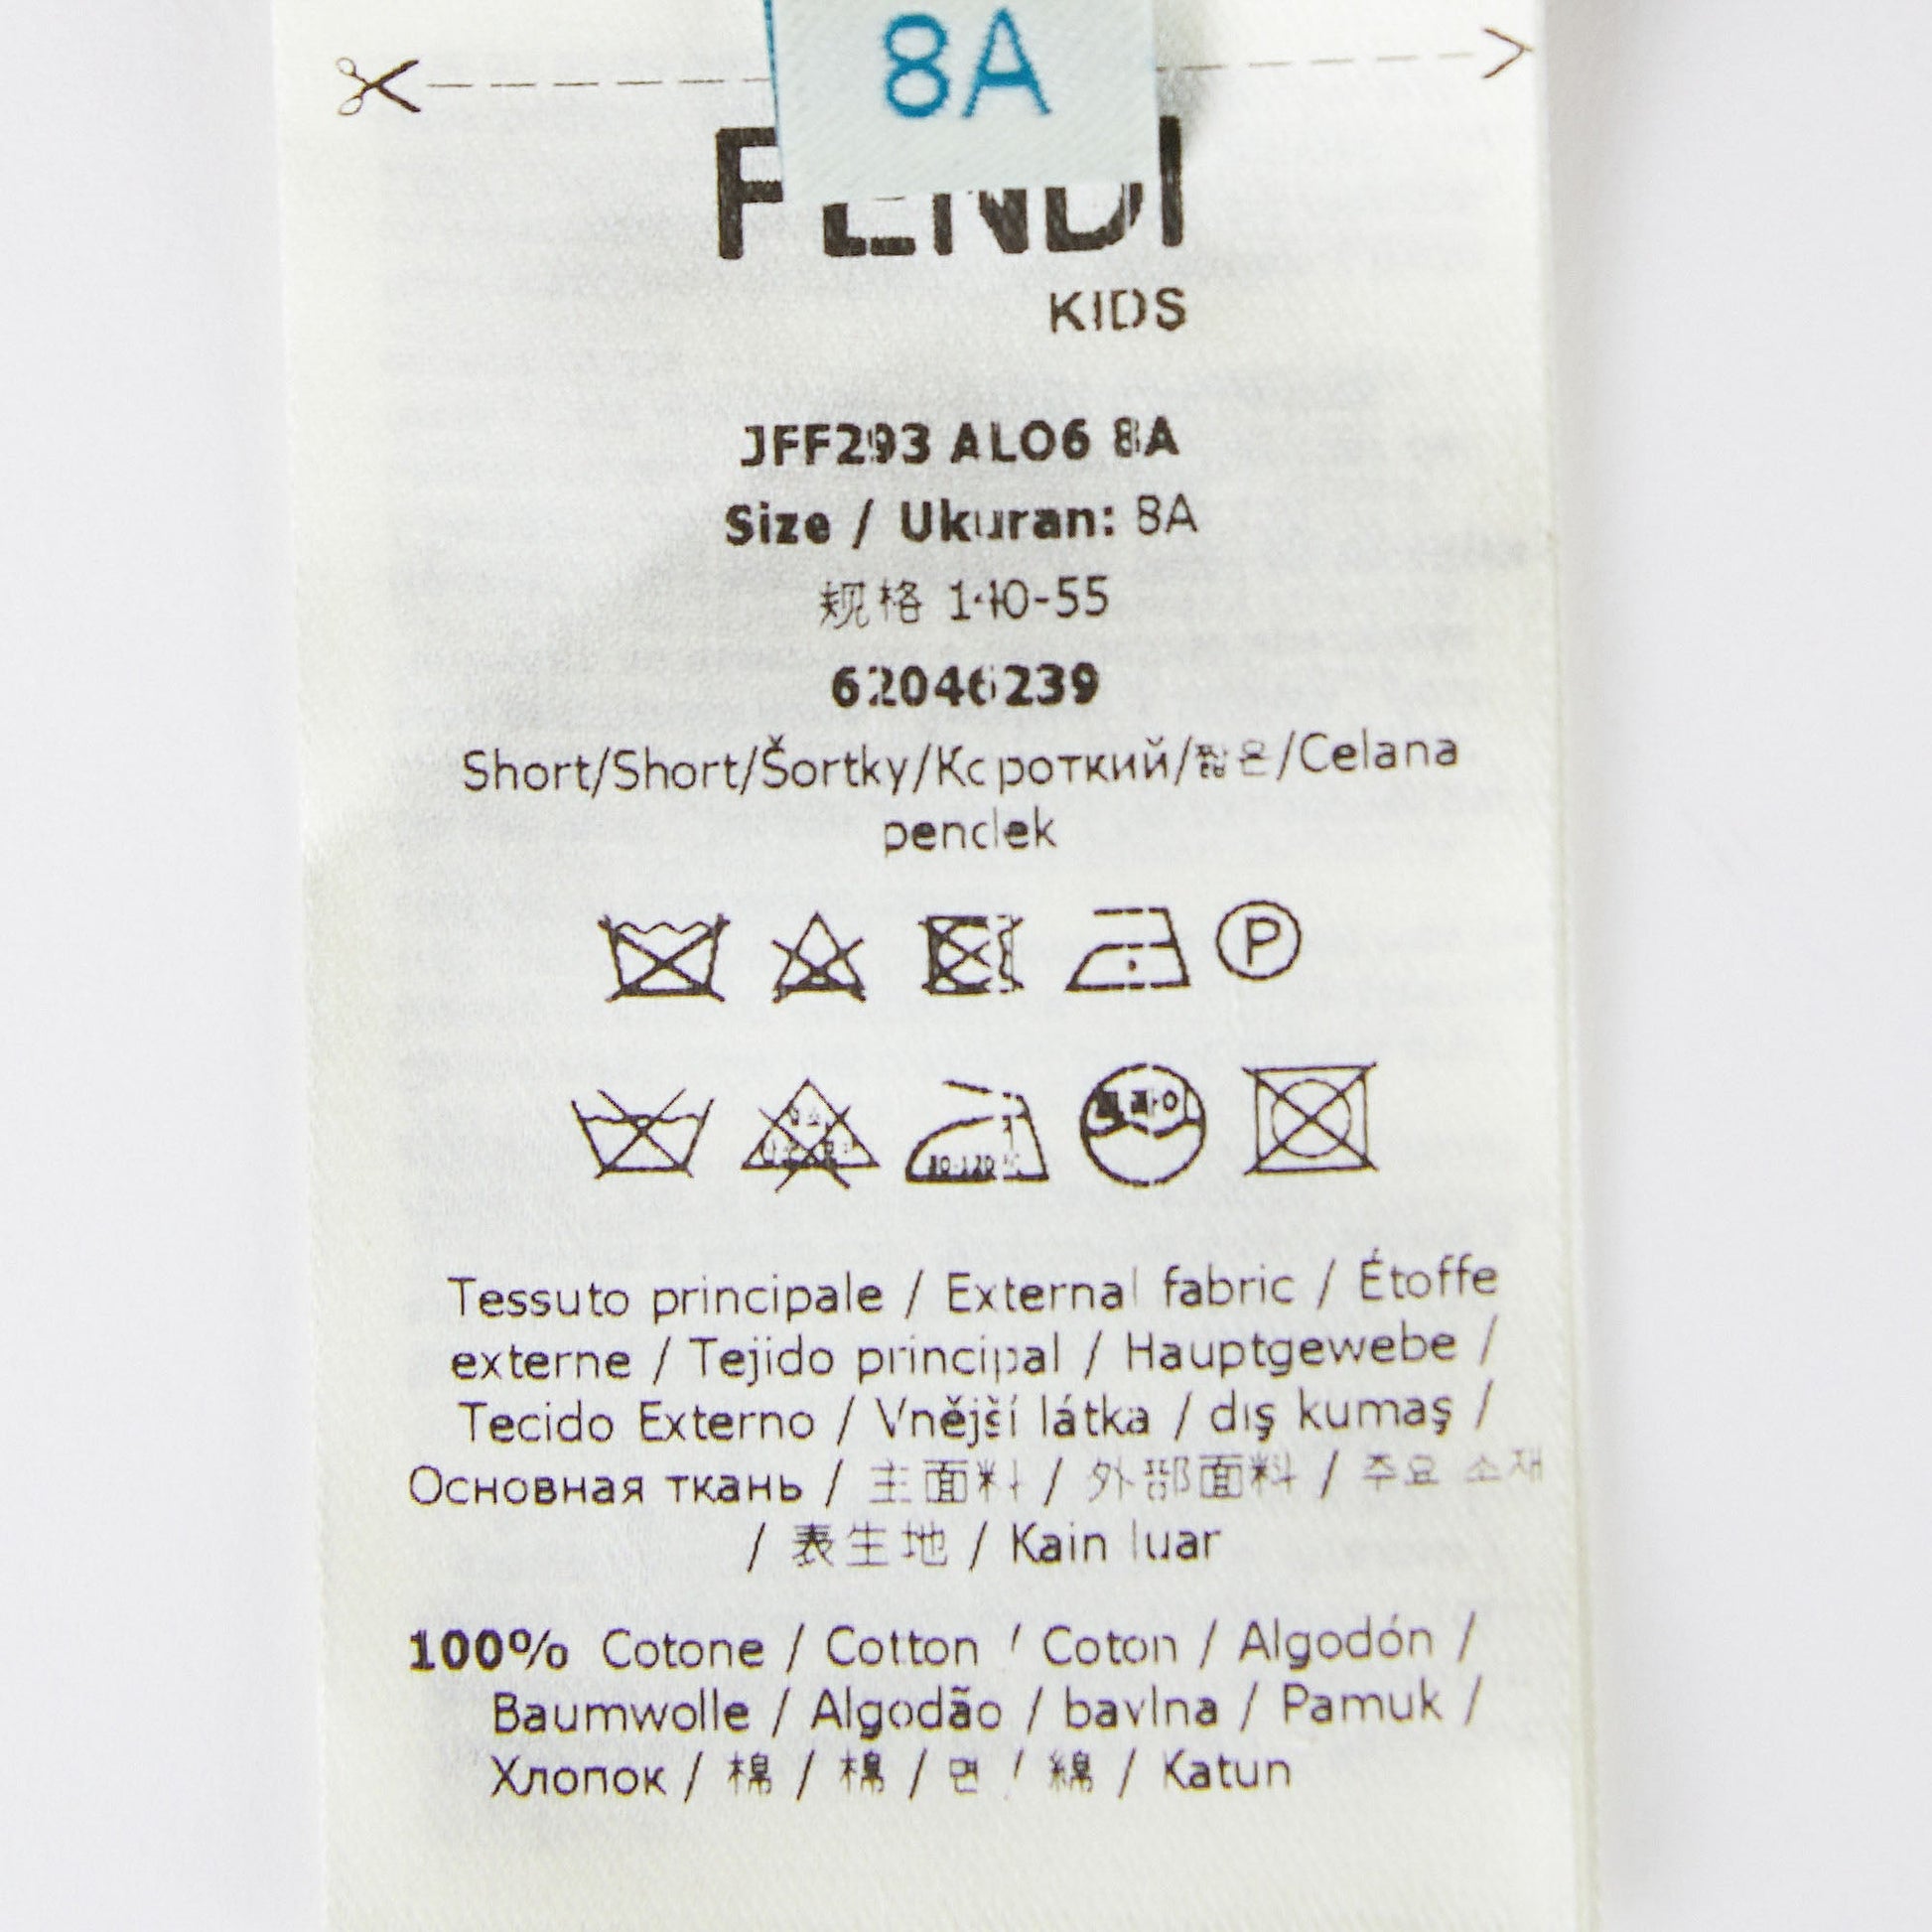 8A
FENDI
KIDS
JFF293 AL06 8A
Size / Ukuran: 8A
规格 140-55
62046239
Short/Short/Šortky/Короткий/짧은/Celana
pendek
P
Tessuto principale / External fabric / Étoffe
externe / Tejido principal / Hauptgewebe /
Tecido Externo / Vnější látka / dış kumaş /
Основная ткань / 主面料 / 外部面料 / 주요 소재
/ 表生地 / Kain luar
100% Cotone / Cotton / Coton / Algodón /
Baumwolle / Algodão / bavlna / Pamuk /
Хлопок / 棉 / 棉 / 면 / 綿 / Katun